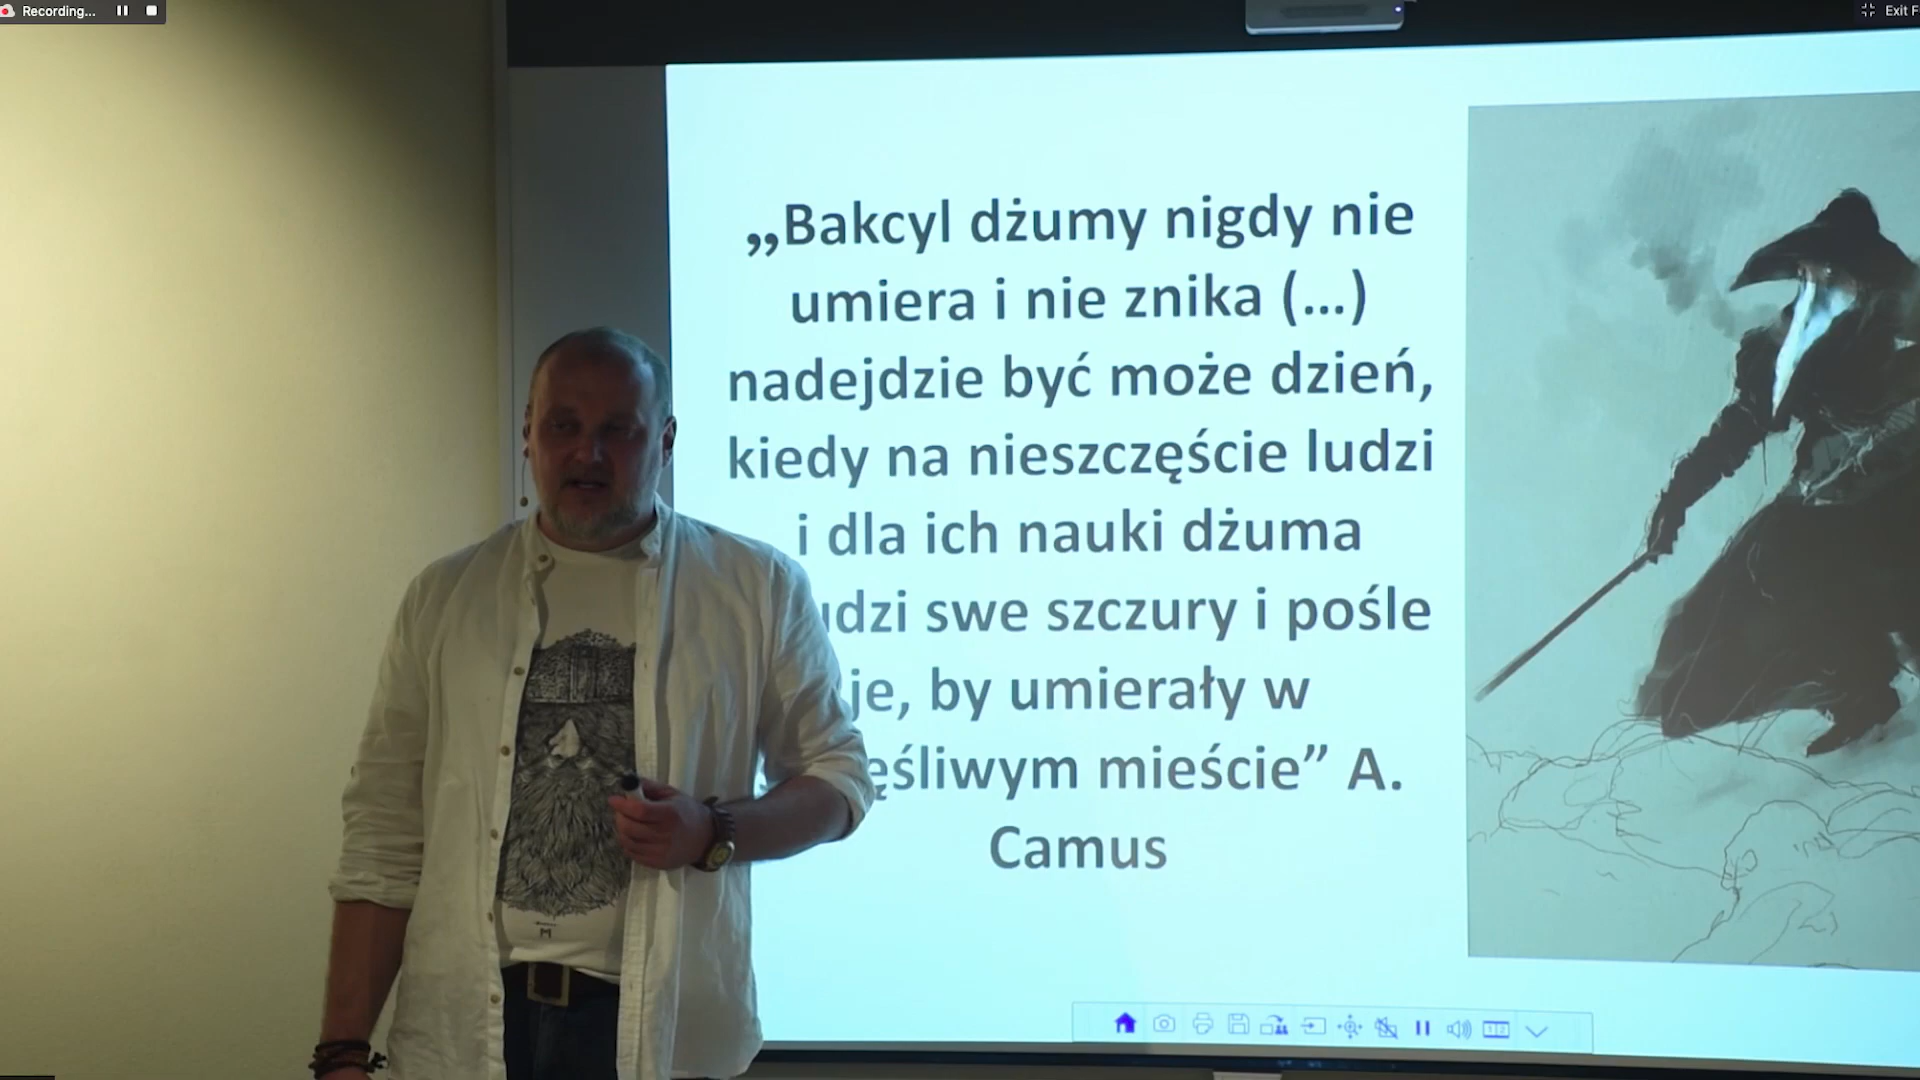 Recording...
Exit F
„Bakcyl dżumy nigdy nie
umiera i nie znika (...)
nadejdzie być może dzień,
kiedy na nieszczęście ludzi
i dla ich nauki dżuma
swe szczury i pośle
je, by umierały w
mieście” A.
Camus